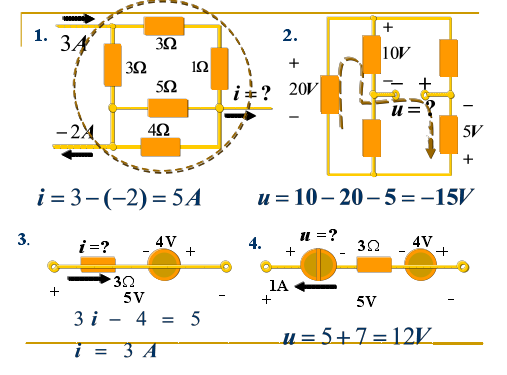 1.
3A
3Ω
3Ω
1Ω
5Ω
i = ?
4Ω
−2A
i = 3 − (−2) = 5 A
2.
+
10V
−
+
20V
−
− +
u = ?
−
5V
+
u = 10 − 20 − 5 = −15V
3.
i =?
- 4V +
3Ω
+ 5V -
3 i − 4 = 5
i = 3 A
4.
u =?
+ - 3Ω - 4V +
1A
+ 5V -
u = 5 + 7 = 12V